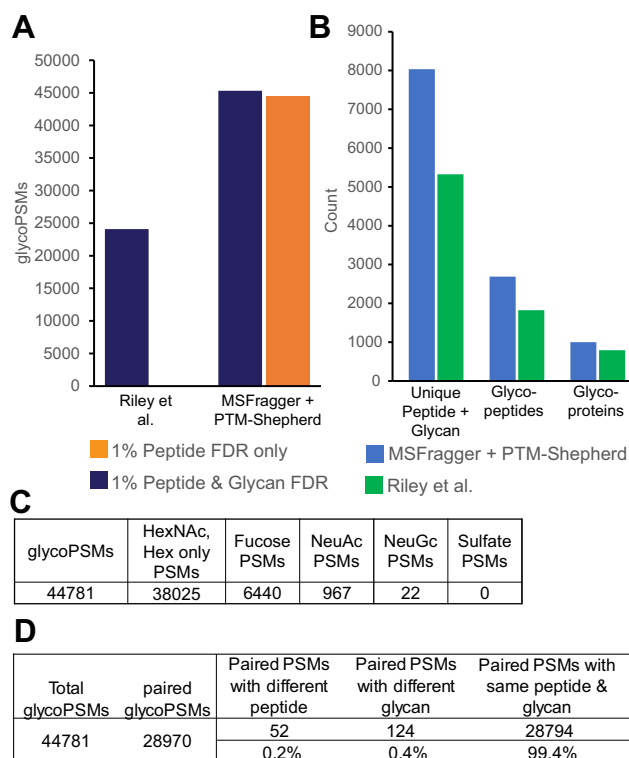 A
glycoPSMs
50000
45000
40000
35000
30000
25000
20000
15000
10000
5000
0
Riley et
al.
MSFragger +
PTM-Shepherd
1% Peptide FDR only
1% Peptide & Glycan FDR
B
Count
9000
8000
7000
6000
5000
4000
3000
2000
1000
0
Unique
Peptide +
Glycan
Glyco-
peptides
Glyco-
proteins
MSFragger + PTM-Shepherd
Riley et al.
C
glycoPSMs
HexNAc,
Hex only
PSMs
Fucose
PSMs
NeuAc
PSMs
NeuGc
PSMs
Sulfate
PSMs
44781 38025 6440 967 22 0
D
Total
glycoPSMs
paired
glycoPSMs
Paired PSMs
with different
peptide
Paired PSMs
with different
glycan
Paired PSMs with
same peptide &
glycan
44781 28970
52 124 28794
0.2% 0.4% 99.4%